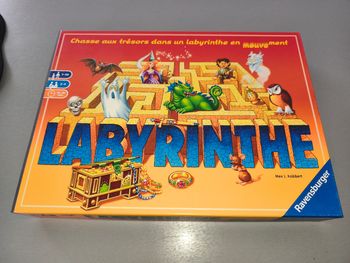 Chasse aux trésors dans un labyrinthe en mouvement
LABYRINTHE
Max J. Kobbert
Ravensburger